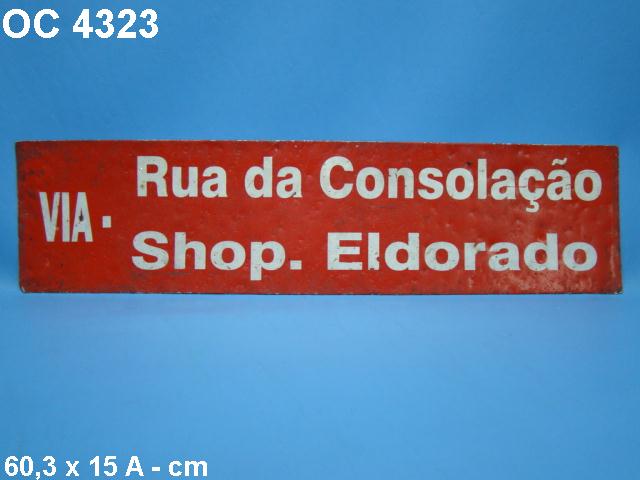 OC 4323
VIA·
Rua da Consolação
Shop. Eldorado
60,3 x 15 A - cm